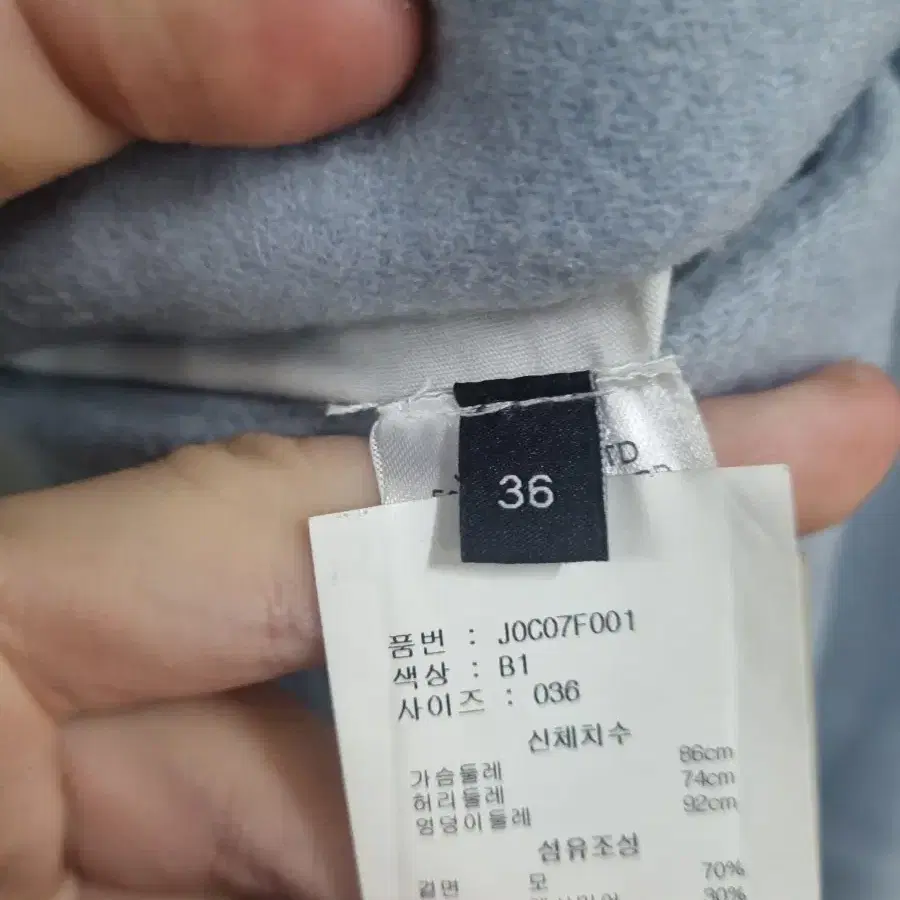 TD
36
품번 : J0C07F001
색상 : B1
사이즈 : 036
신체치수
가슴둘레 86cm
허리둘레 74cm
엉덩이둘레 92cm
섬유조성
겉면 모 70%
30%